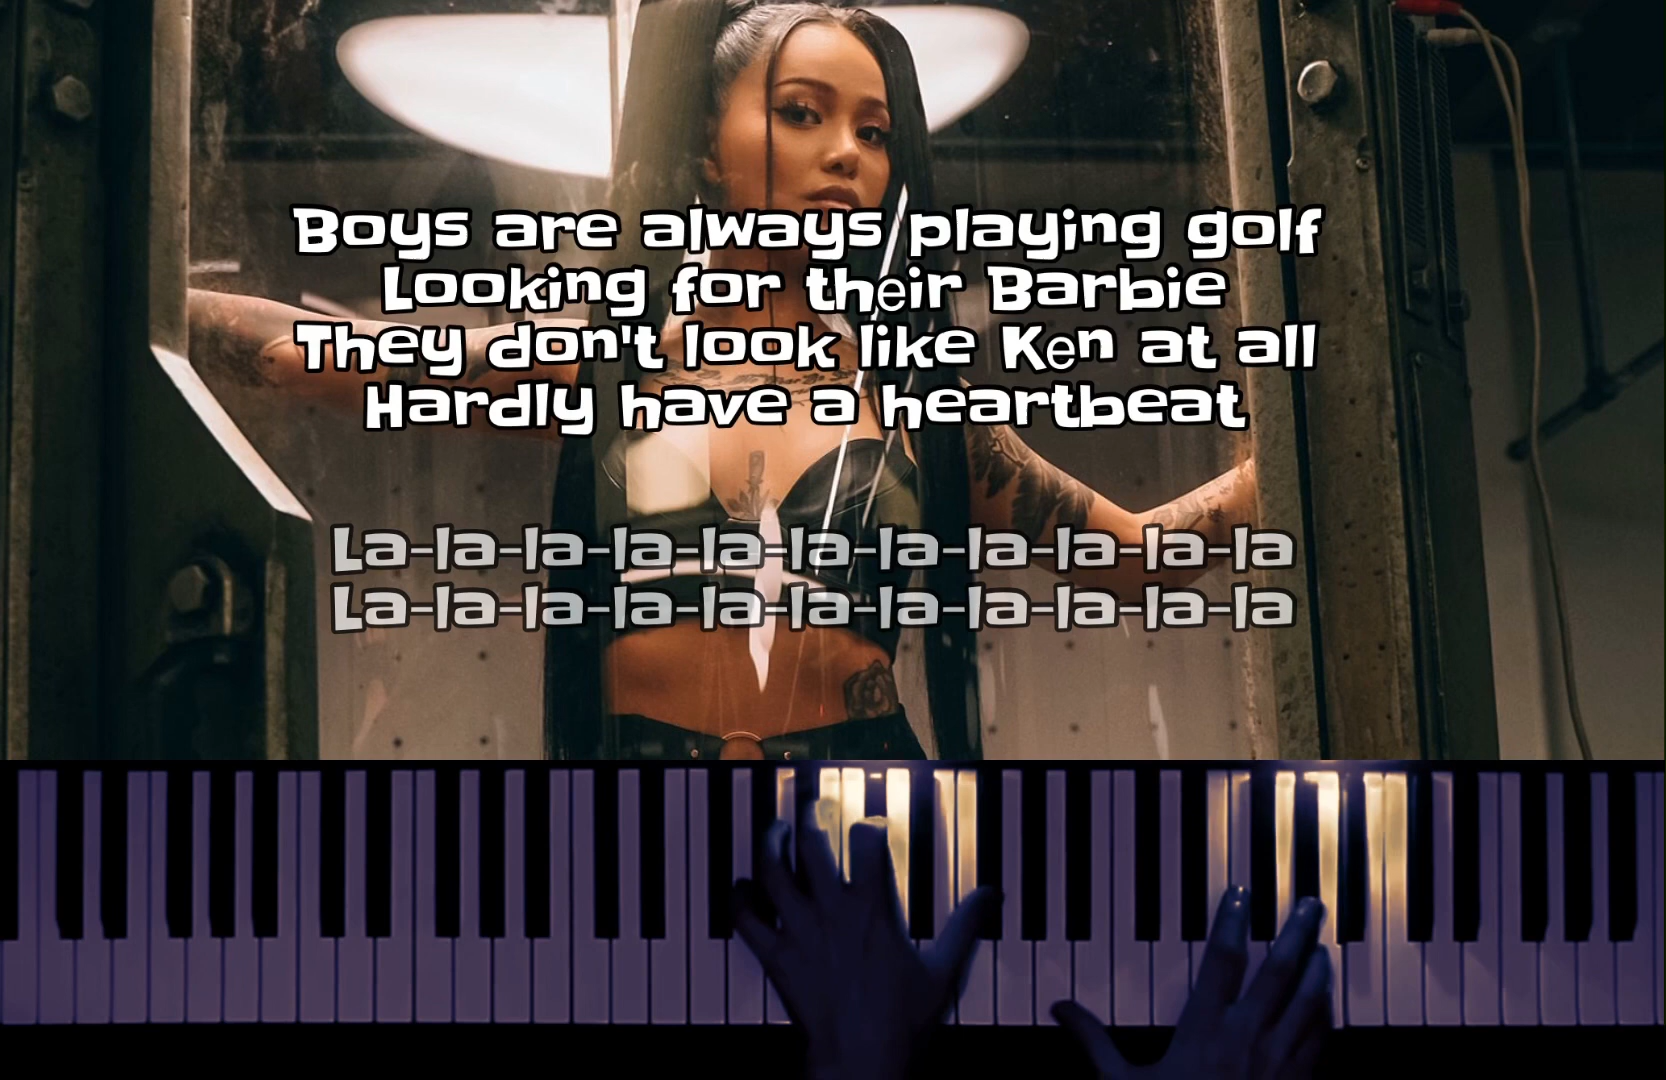 Boys are always playing golf
Looking for their Barbie
They don't look like Ken at all
Hardly have a heartbeat
La-la-la-la-la-la-la-la-la-la-la
La-la-la-la-la-la-la-la-la-la-la